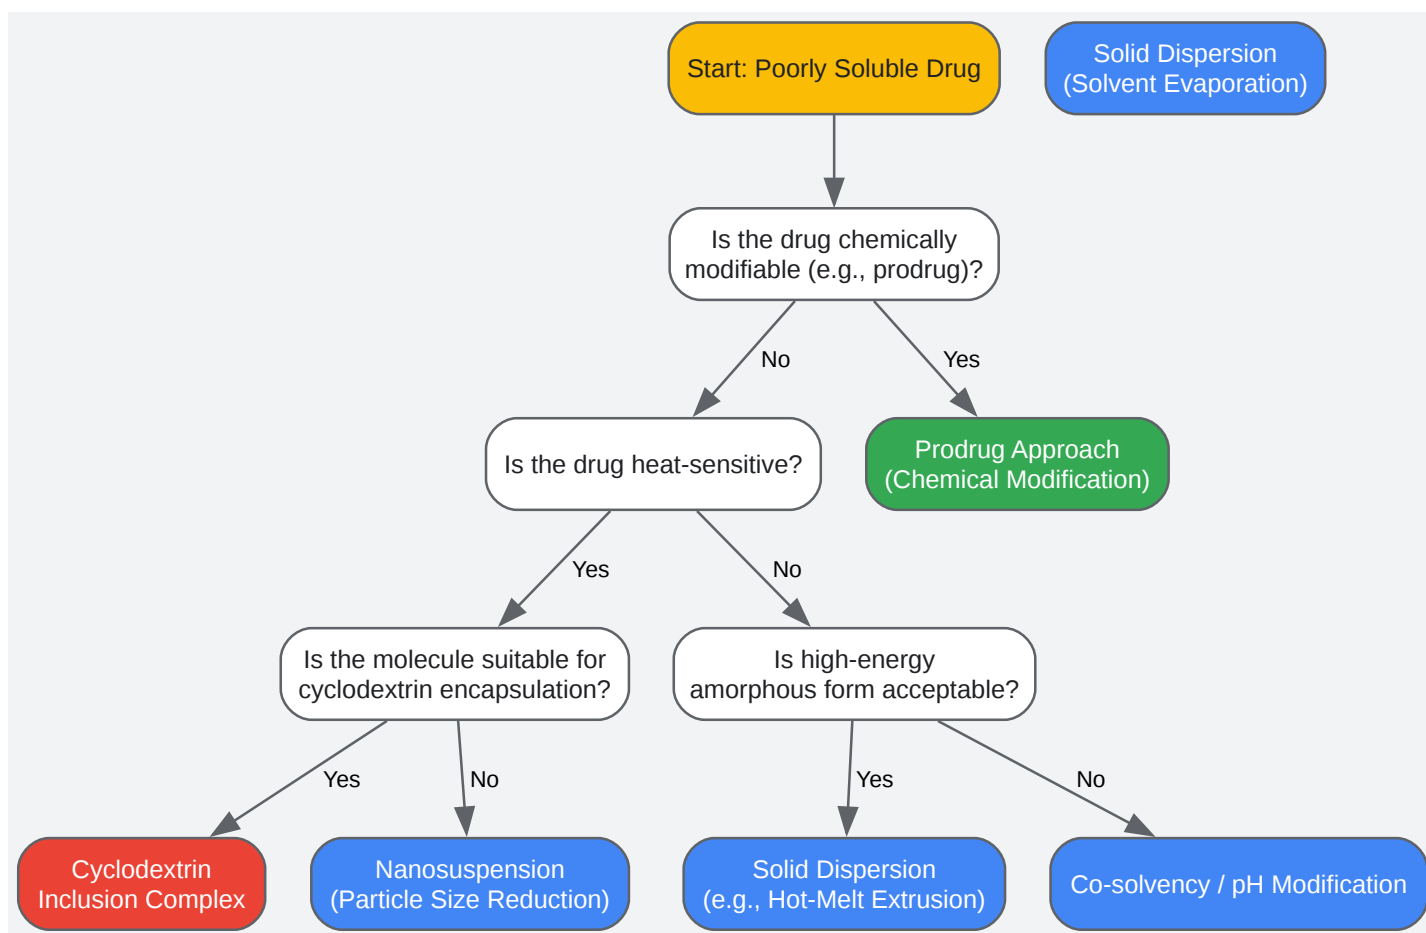 Start: Poorly Soluble Drug
Solid Dispersion
(Solvent Evaporation)
Is the drug chemically
modifiable (e.g., prodrug)?
No
Yes
Is the drug heat-sensitive?
Prodrug Approach
(Chemical Modification)
Yes
No
Is the molecule suitable for
cyclodextrin encapsulation?
Is high-energy
amorphous form acceptable?
Yes
No
Yes
No
Cyclodextrin
Inclusion Complex
Nanosuspension
(Particle Size Reduction)
Solid Dispersion
(e.g., Hot-Melt Extrusion)
Co-solvency / pH Modification